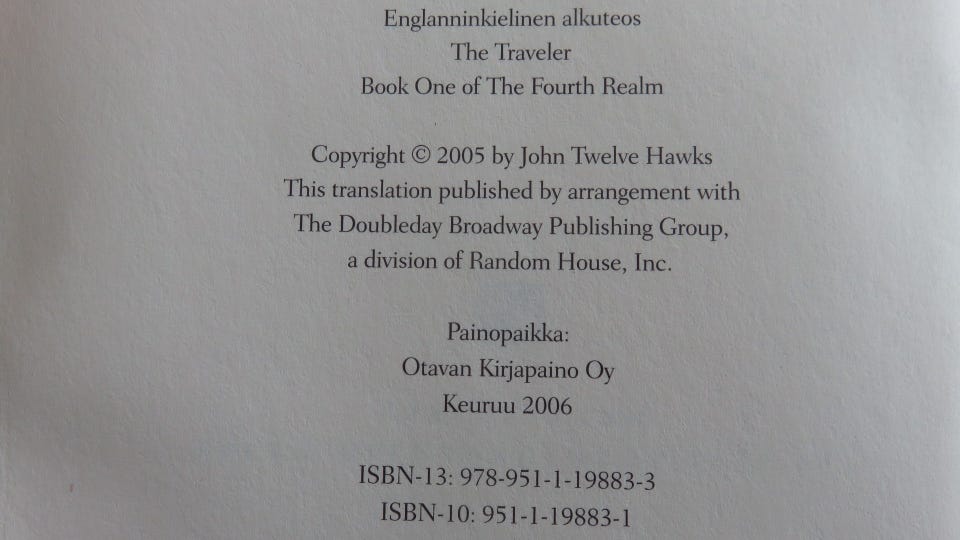 Englanninkielinen alkuteos
The Traveler
Book One of The Fourth Realm
Copyright © 2005 by John Twelve Hawks
This translation published by arrangement with
The Doubleday Broadway Publishing Group,
a division of Random House, Inc.
Painopaikka:
Otavan Kirjapaino Oy
Keuruu 2006
ISBN-13: 978-951-1-19883-3
ISBN-10: 951-1-19883-1